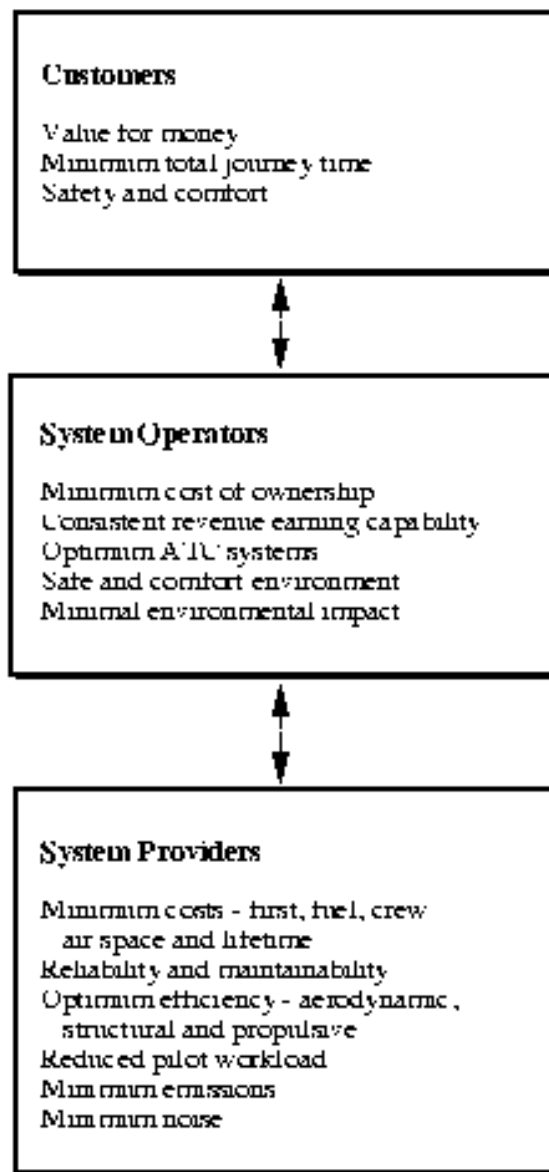 Customers
Value for money
Minimum total journey time
Safety and comfort
System Operators
Minimum cost of ownership
Consistent revenue earning capability
Optimum ATC systems
Safe and comfort environment
Minimal environmental impact
System Providers
Minimum costs - first, fuel, crew
air space and lifetime
Reliability and maintainability
Optimum efficiency - aerodynamic,
structural and propulsive
Reduced pilot workload
Minimum emissions
Minimum noise